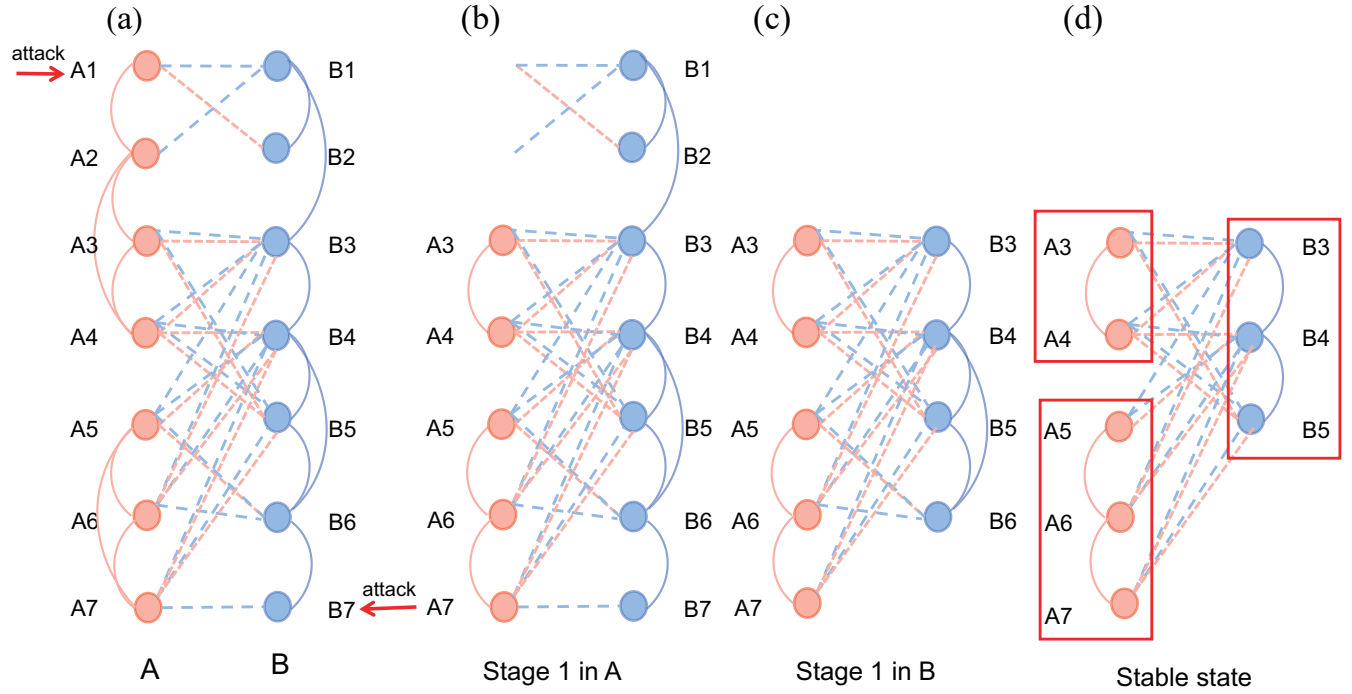 (a) (b) (c) (d)
attack
A1 B1 B1
A2 B2 B2
A3 B3 A3 B3 A3 B3 A3 B3
A4 B4 A4 B4 A4 B4 A4 B4
A5 B5 A5 B5 A5 B5 A5 B5
A6 B6 A6 B6 A6 B6 A6
attack
A7 B7 A7 B7 A7 A7
A B Stage 1 in A Stage 1 in B Stable state